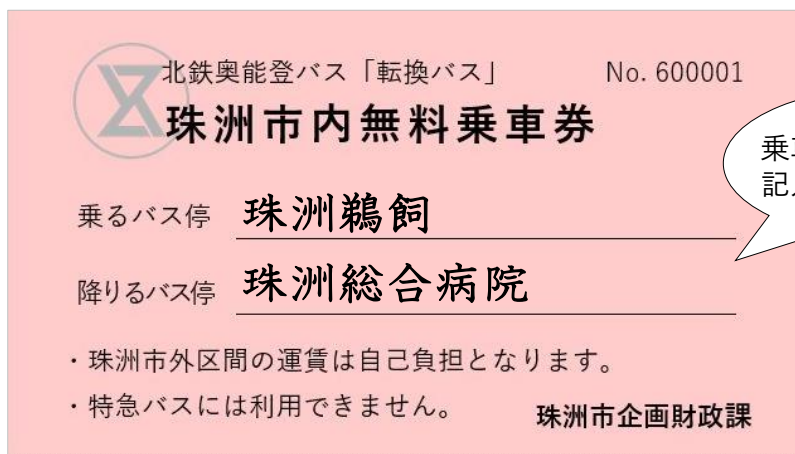 北鉄奥能登バス「転換バス」 No. 600001
珠洲市内無料乗車券
乗るバス停 珠洲鵜飼
降りるバス停 珠洲総合病院
・珠洲市外区間の運賃は自己負担となります。
・特急バスには利用できません。
珠洲市企画財政課